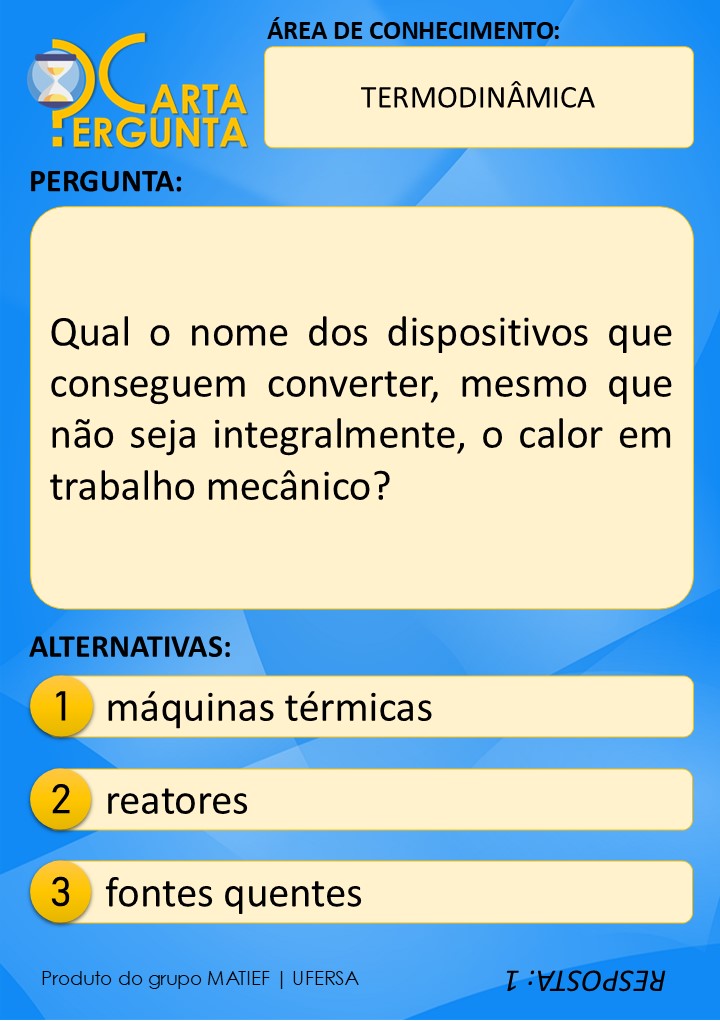 ÁREA DE CONHECIMENTO:
CARTA
PERGUNTA
TERMODINÂMICA
PERGUNTA:
Qual o nome dos dispositivos que
conseguem converter, mesmo que
não seja integralmente, o calor em
trabalho mecânico?
ALTERNATIVAS:
1 máquinas térmicas
2 reatores
3 fontes quentes
Produto do grupo MATIEF | UFERSA
RESPOSTA: 1